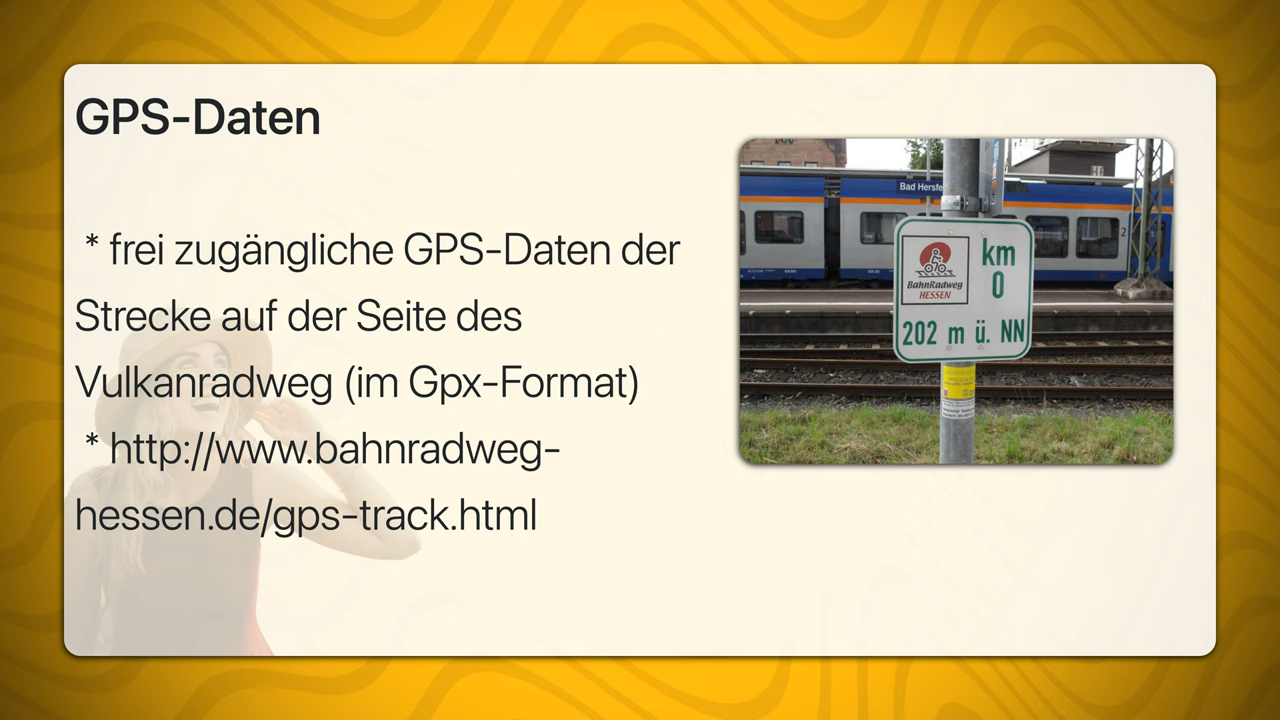 GPS-Daten
* frei zugängliche GPS-Daten der
Strecke auf der Seite des
Vulkanradweg (im Gpx-Format)
* http://www.bahnradweg-
hessen.de/gps-track.html
Bad Hersfe
km
0
BahnRadweg
HESSEN
202 m ü. NN
2